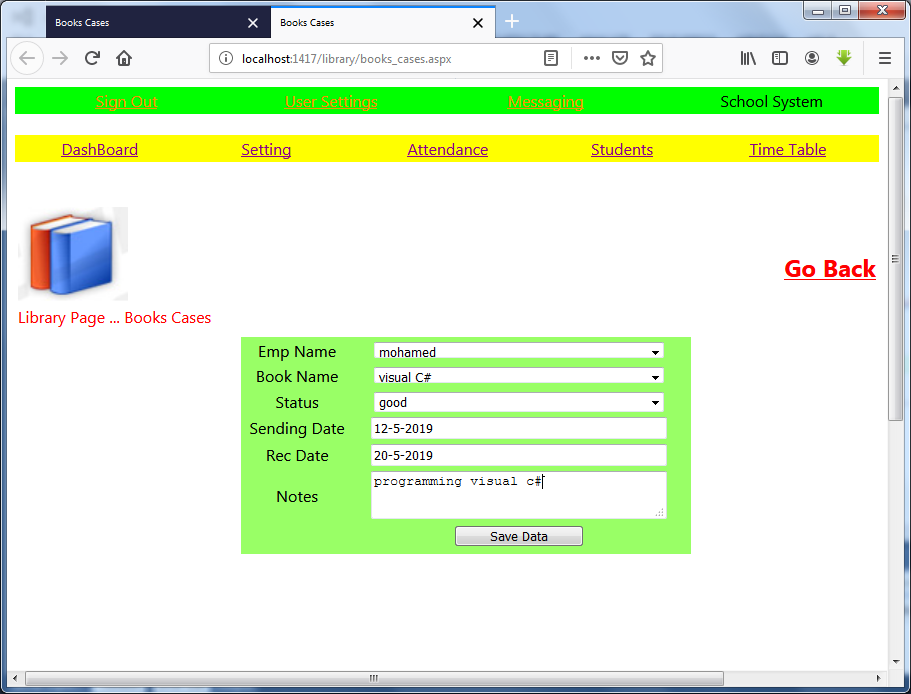 Books Cases
Books Cases
localhost:1417/library/books_cases.aspx
Sign Out User Settings Messaging School System
DashBoard Setting Attendance Students Time Table
Go Back
Library Page ... Books Cases
Emp Name mohamed
Book Name visual C#
Status good
Sending Date 12-5-2019
Rec Date 20-5-2019
Notes programming visual c#
Save Data